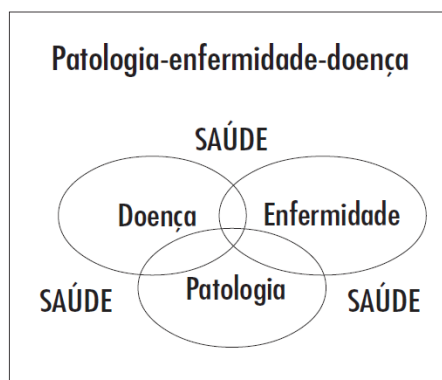 Patologia-enfermidade-doença
SAÚDE
Doença Enfermidade
Patologia
SAÚDE SAÚDE